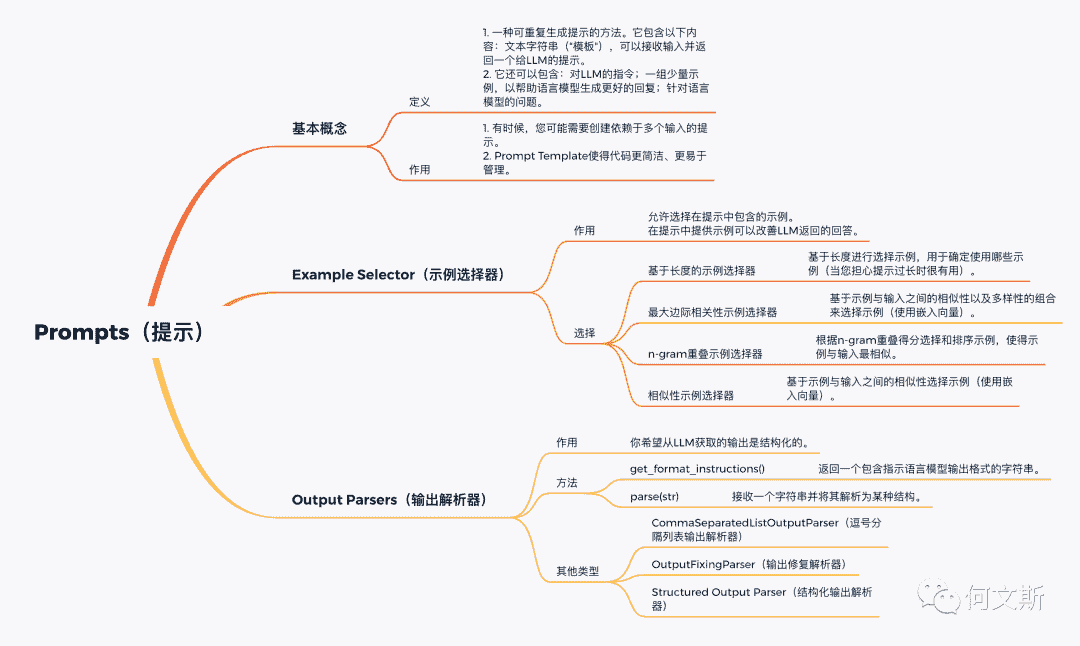 Prompts（提示）
基本概念
定义
1. 一种可重复生成提示的方法。它包含以下内
容：文本字符串（"模板"），可以接收输入并返
回一个给LLM的提示。
2. 它还可以包含：对LLM的指令；一组少量示
例，以帮助语言模型生成更好的回复；针对语言
模型的问题。
作用
1. 有时候，您可能需要创建依赖于多个输入的提
示。
2. Prompt Template使得代码更简洁、更易于
管理。
Example Selector（示例选择器）
作用
允许选择在提示中包含的示例。
在提示中提供示例可以改善LLM返回的回答。
选择
基于长度的示例选择器
基于长度进行选择示例，用于确定使用哪些示
例（当您担心提示过长时很有用）。
最大边际相关性示例选择器
基于示例与输入之间的相似性以及多样性的组合
来选择示例（使用嵌入向量）。
n-gram重叠示例选择器
根据n-gram重叠得分选择和排序示例，使得示
例与输入最相似。
相似性示例选择器
基于示例与输入之间的相似性选择示例（使用嵌
入向量）。
Output Parsers（输出解析器）
作用
你希望从LLM获取的输出是结构化的。
方法
get_format_instructions()
返回一个包含指示语言模型输出格式的字符串。
parse(str)
接收一个字符串并将其解析为某种结构。
其他类型
CommaSeparatedListOutputParser（逗号分
隔列表输出解析器）
OutputFixingParser（输出修复解析器）
Structured Output Parser（结构化输出解析
器）
何文斯